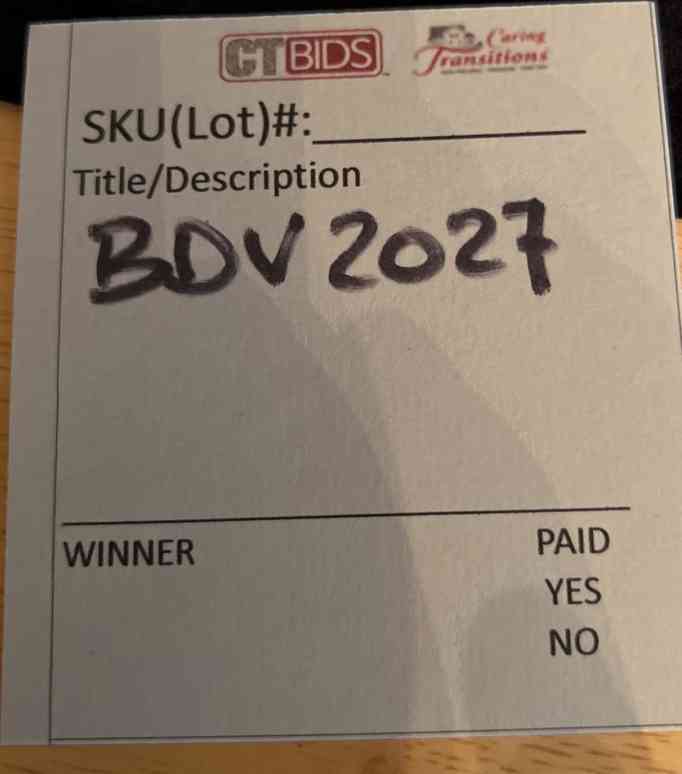 CTBIDS
Caring
Transitions
SKU(Lot)#:
Title/Description
BDV 2027
WINNER
PAID
YES
NO